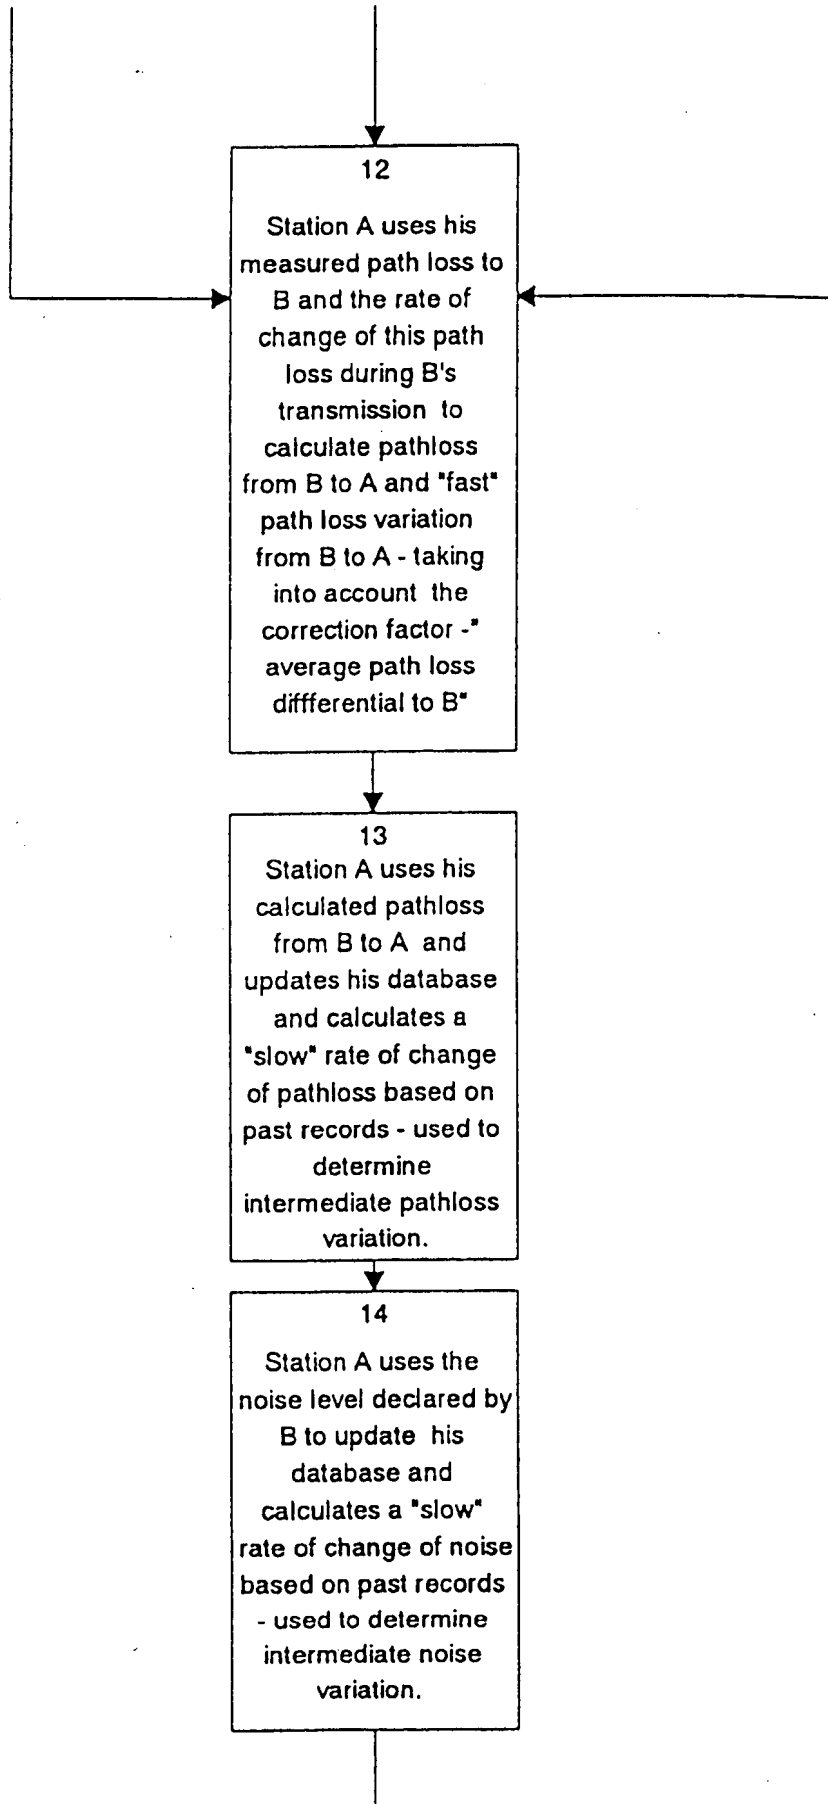 12
Station A uses his
measured path loss to
B and the rate of
change of this path
loss during B's
transmission to
calculate pathloss
from B to A and "fast"
path loss variation
from B to A - taking
into account the
correction factor -"
average path loss
diffferential to B"
13
Station A uses his
calculated pathloss
from B to A and
updates his database
and calculates a
"slow" rate of change
of pathloss based on
past records - used to
determine
intermediate pathloss
variation.
14
Station A uses the
noise level declared by
B to update his
database and
calculates a "slow"
rate of change of noise
based on past records
- used to determine
intermediate noise
variation.